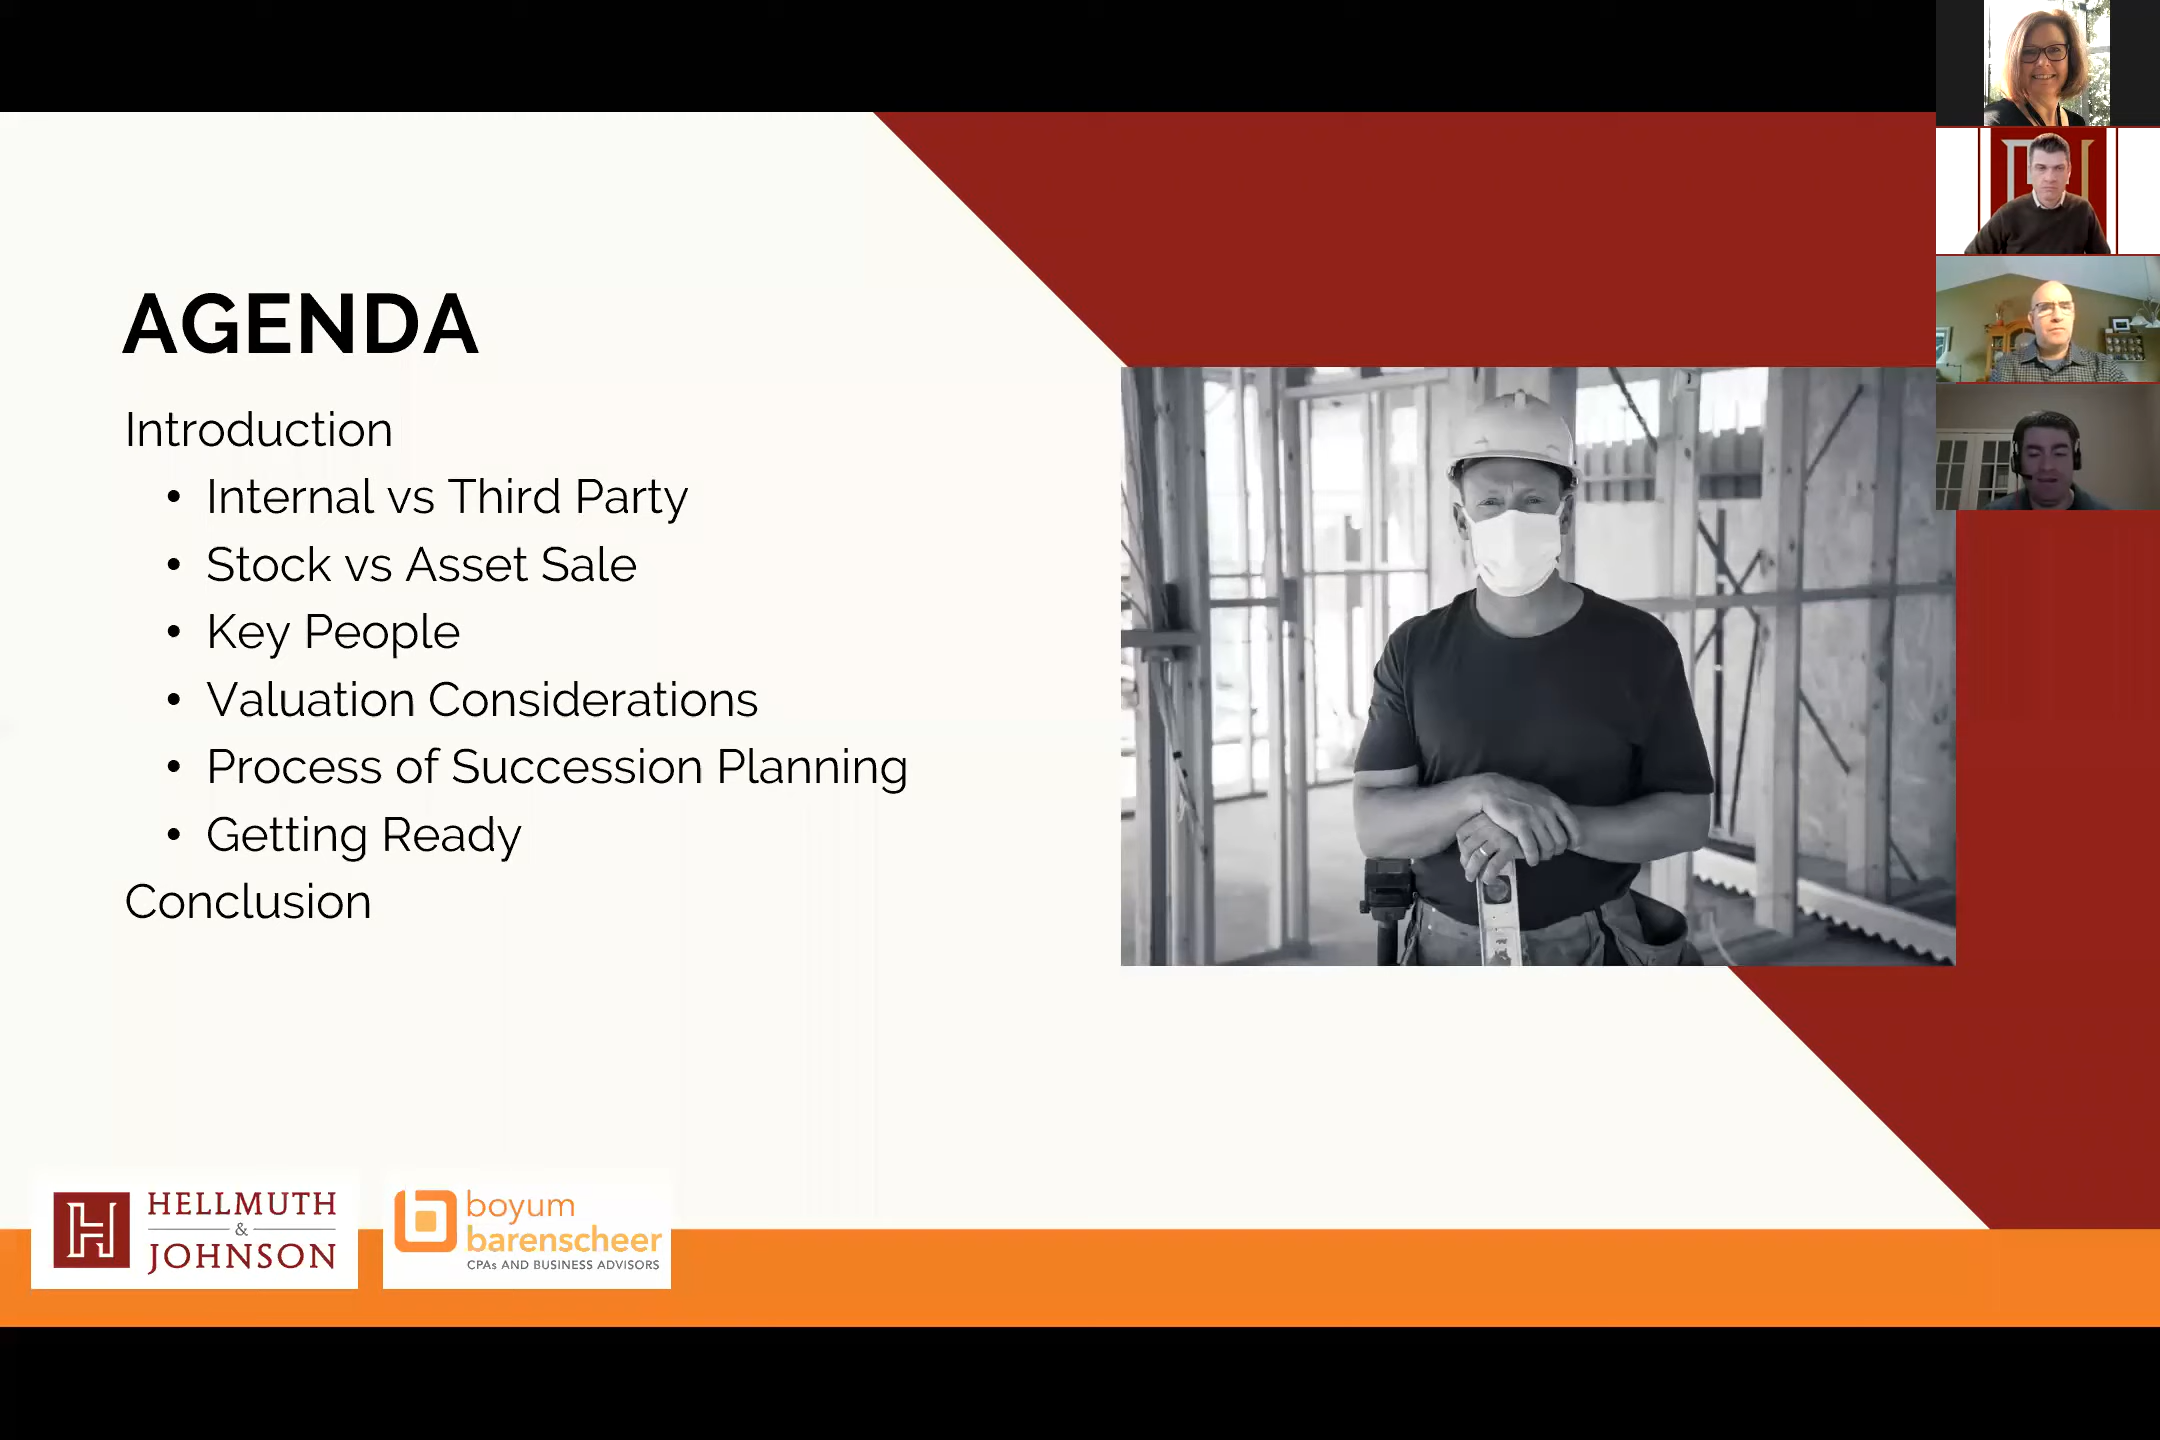 AGENDA
Introduction
• Internal vs Third Party
• Stock vs Asset Sale
• Key People
• Valuation Considerations
• Process of Succession Planning
• Getting Ready
Conclusion
HELLMUTH
&
JOHNSON
boyum
barenscheer
CPAs AND BUSINESS ADVISORS